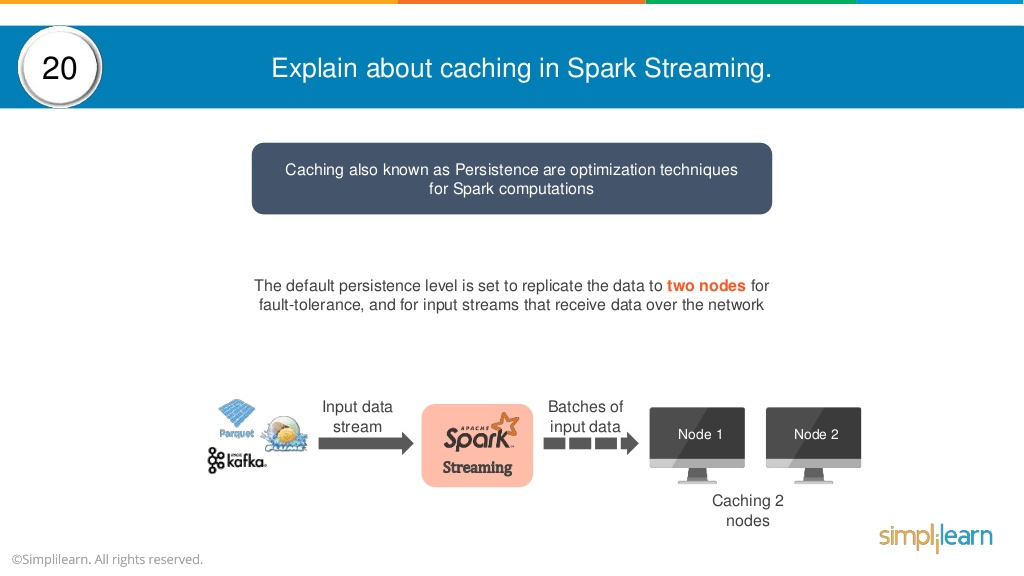 20
Explain about caching in Spark Streaming.
Caching also known as Persistence are optimization techniques
for Spark computations
The default persistence level is set to replicate the data to two nodes for
fault-tolerance, and for input streams that receive data over the network
Parquet
FLUME
kafka
Input data
stream
APACHE
Spark
Streaming
Batches of
input data
Node 1
Node 2
Caching 2
nodes
simplilearn
©Simplilearn. All rights reserved.